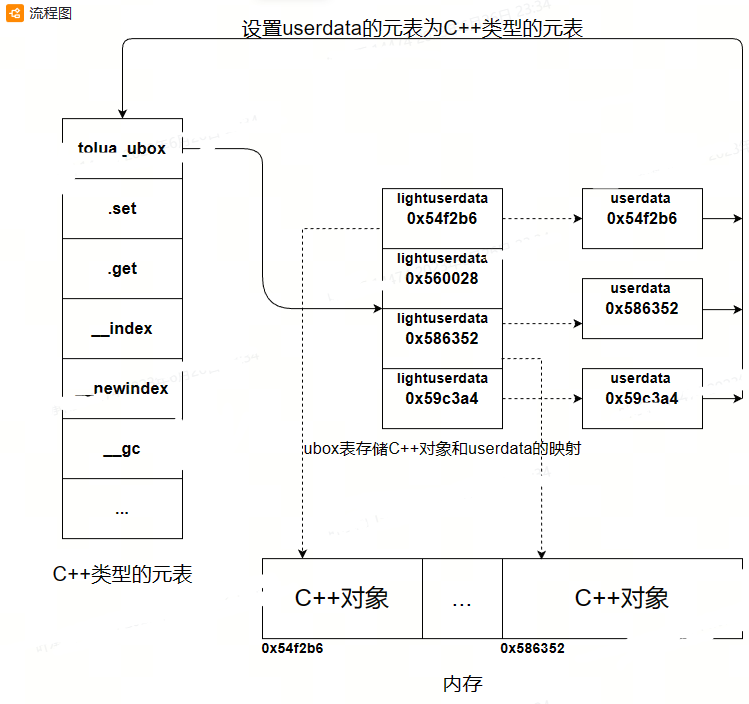 流程图
设置userdata的元表为C++类型的元表
tolua_ubox
.set
.get
__index
__newindex
__gc
...
C++类型的元表
lightuserdata
0x54f2b6
lightuserdata
0x560028
lightuserdata
0x586352
lightuserdata
0x59c3a4
userdata
0x54f2b6
userdata
0x586352
userdata
0x59c3a4
ubox表存储C++对象和userdata的映射
C++对象
...
C++对象
0x54f2b6
0x586352
内存